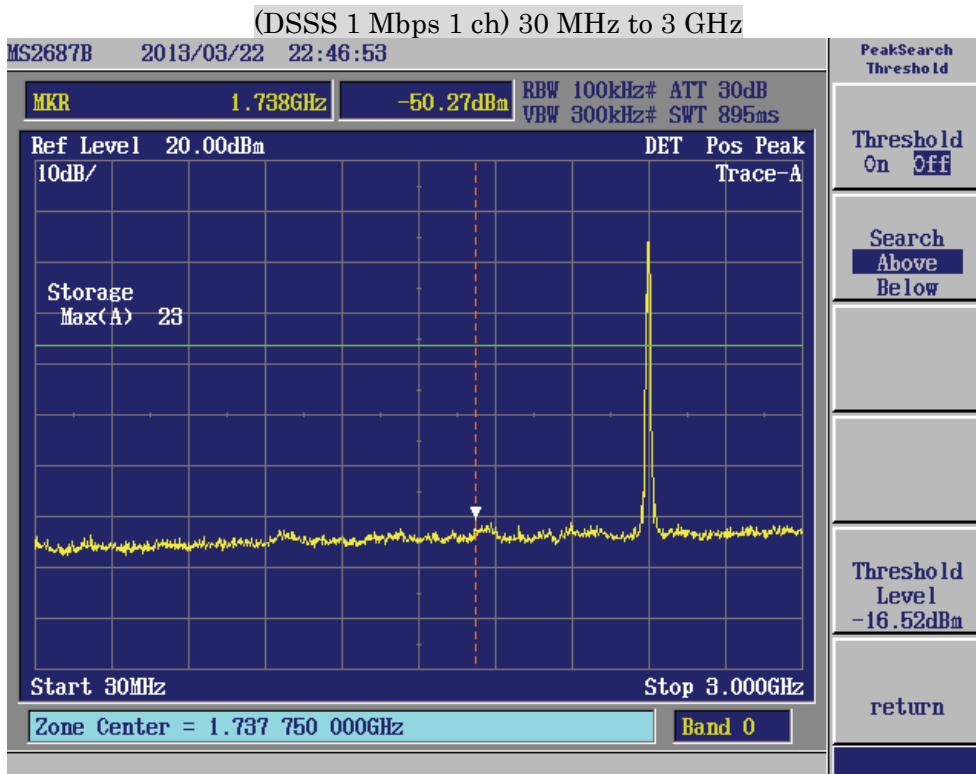 (DSSS 1 Mbps 1 ch) 30 MHz to 3 GHz
MS2687B 2013/03/22 22:46:53
MKR 1.738GHz -50.27dBm
RBW 100kHz# ATT 30dB
VBW 300kHz# SWT 895ms
Ref Level 20.00dBm DET Pos Peak
10dB/ Trace-A
Storage
Max(A) 23
Start 30MHz Stop 3.000GHz
Zone Center = 1.737 750 000GHz Band 0
PeakSearch
Threshold
Threshold
On Off
Search
Above
Below
Threshold
Level
-16.52dBm
return